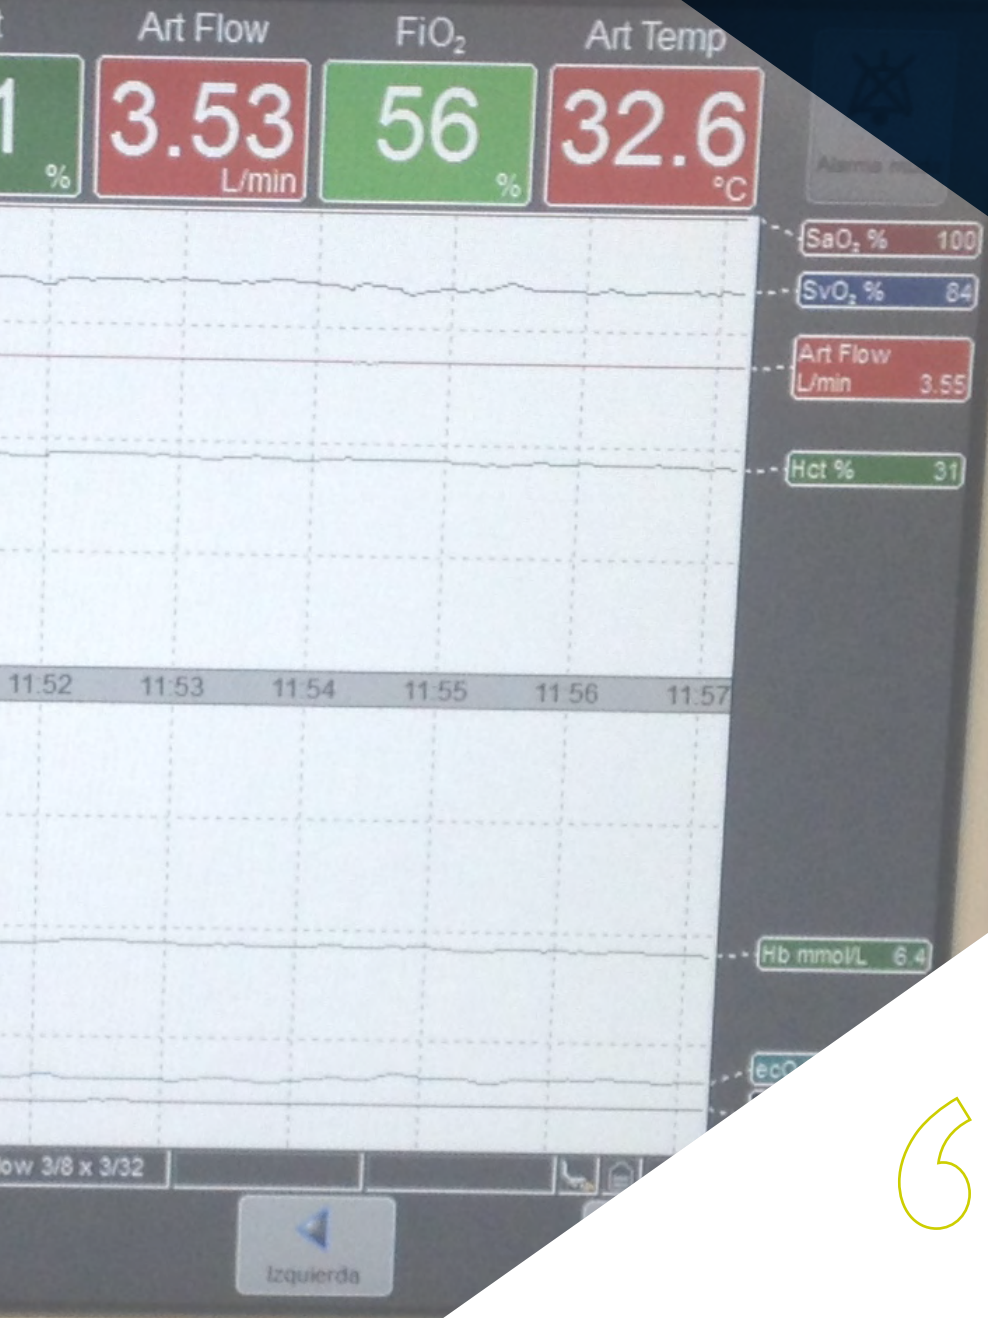 Art Flow
FiO₂
Art Temp
1
%
3.53
L/min
56
%
32.6
°C
SaO₂ % 100
SvO₂ % 84
Art Flow
L/min 3.55
Hct % 31
11:52 11:53 11:54 11:55 11:56 11:57
Hb mmol/L 6.4
ow 3/8 x 3/32
Izquierda
6